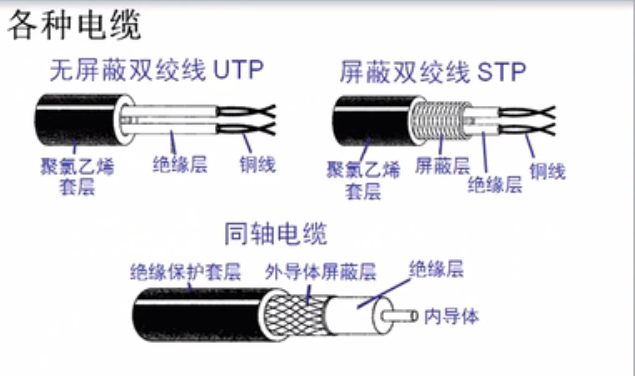 各种电缆
无屏蔽双绞线 UTP
屏蔽双绞线 STP
聚氯乙烯
套层
绝缘层
铜线
聚氯乙烯
套层
屏蔽层
绝缘层
铜线
同轴电缆
绝缘保护套层
外导体屏蔽层
绝缘层
内导体